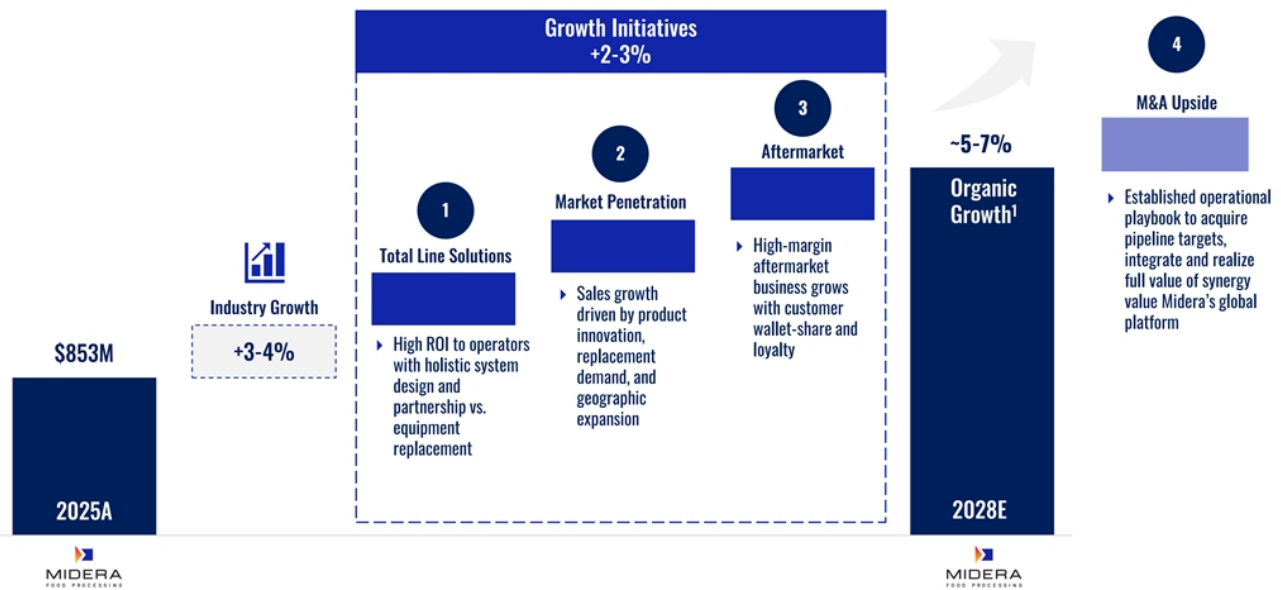 Growth Initiatives
+2-3%
$853M
2025A
MIDERA
FOOD PROCESSING
Industry Growth
+3-4%
1
Total Line Solutions
High ROI to operators
with holistic system
design and
partnership vs.
equipment
replacement
2
Market Penetration
Sales growth
driven by product
innovation,
replacement
demand, and
geographic
expansion
3
Aftermarket
High-margin
aftermarket
business grows
with customer
wallet-share and
loyalty
~5-7%
Organic
Growth¹
2028E
MIDERA
FOOD PROCESSING
4
M&A Upside
Established operational
playbook to acquire
pipeline targets,
integrate and realize
full value of synergy
value Midera's global
platform